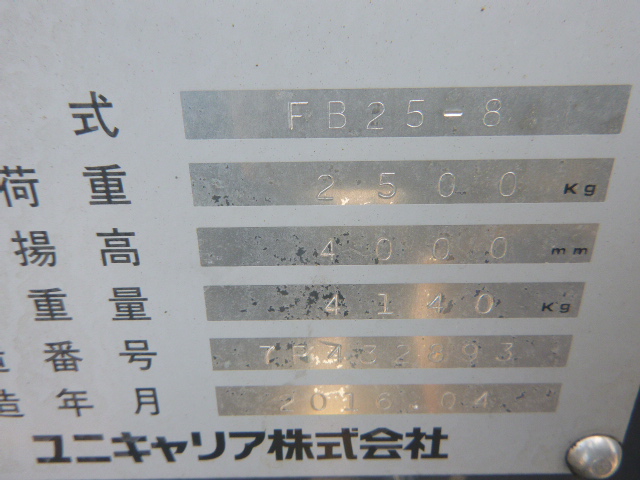 式 FB25-8
荷重 2500 Kg
揚高 4000 mm
重量 4140 Kg
番号
造年月 2016.04
ユニキャリア株式会社